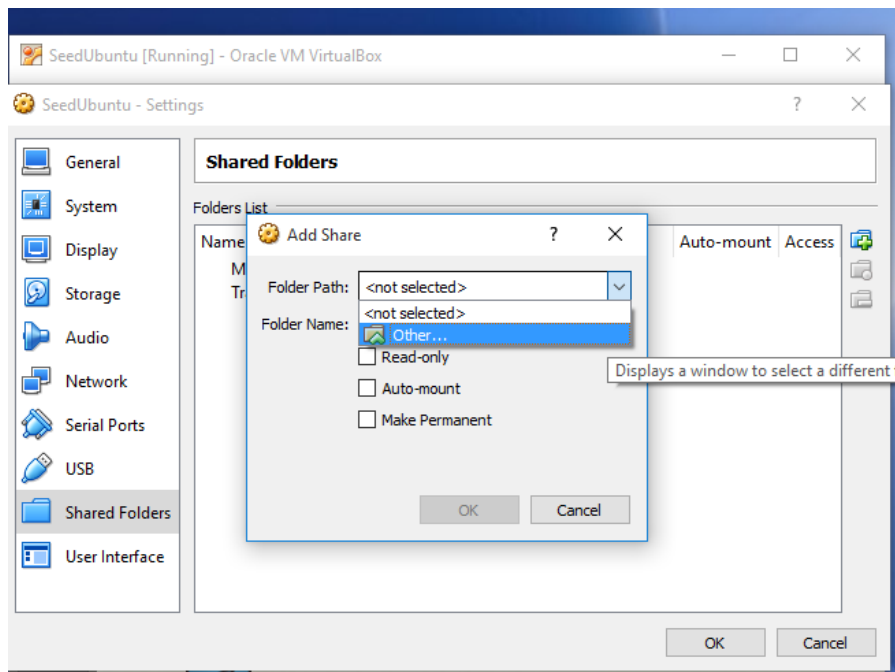 SeedUbuntu [Running] - Oracle VM VirtualBox
SeedUbuntu - Settings
?
General
System
Display
Storage
Audio
Network
Serial Ports
USB
Shared Folders
User Interface
Shared Folders
Folders List
Name
Auto-mount
Access
M
Tr
Add Share
?
Folder Path:
<not selected>
<not selected>
Other...
Folder Name:
Read-only
Auto-mount
Make Permanent
OK
Cancel
Displays a window to select a different
OK
Cancel